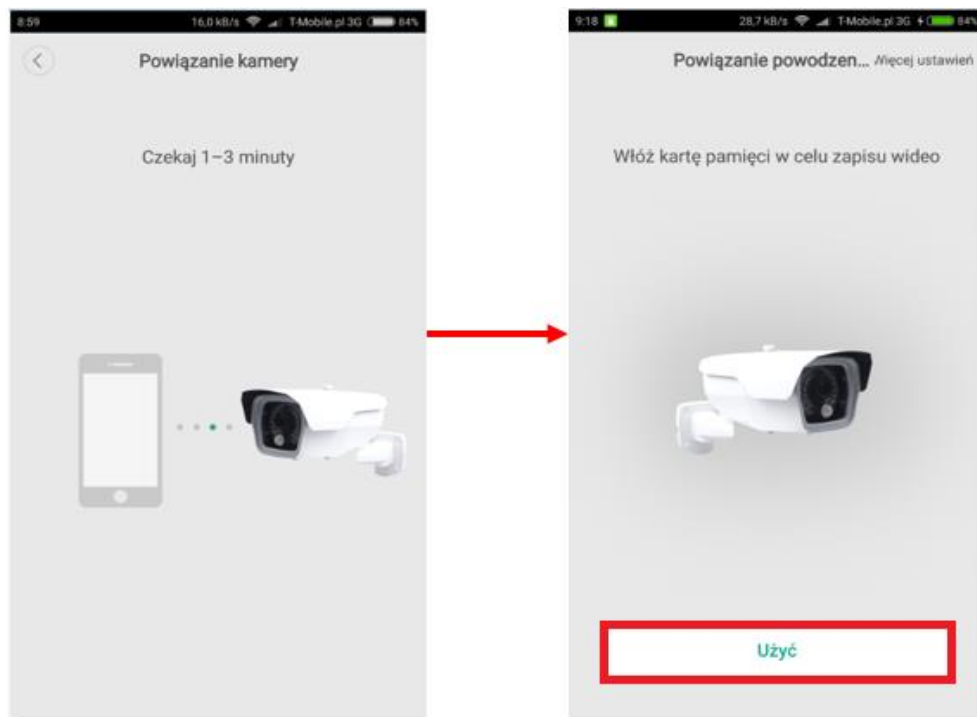 8:59 16,0 kB/s T-Mobile.pl 3G 84%
Powiązanie kamery
Czekaj 1–3 minuty
9:18 28,7 kB/s T-Mobile.pl 3G 84%
Powiązanie powodzen... Więcej ustawień
Włóż kartę pamięci w celu zapisu wideo
Użyć